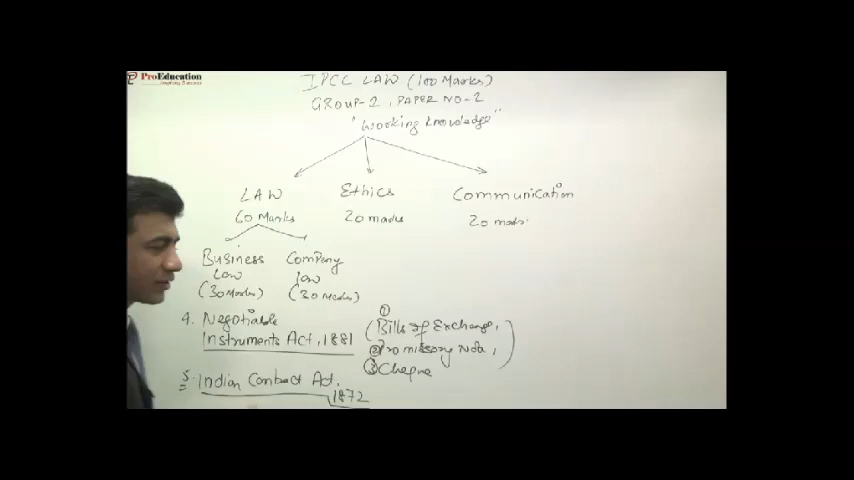 ProEducation
IPCC LAW (100 Marks)
GROUP-2, PAPER NO-2
"Working knowledge"
LAW Ethics Communication
60 Marks 20 marks 20 marks
Business Company
Law law
(30 Marks) (30 Marks)
4. Negotiable
Instruments Act, 1881
① (Bills of Exchange,
② Promissory Note,
③ Cheque)
5. Indian Contract Act.
1872